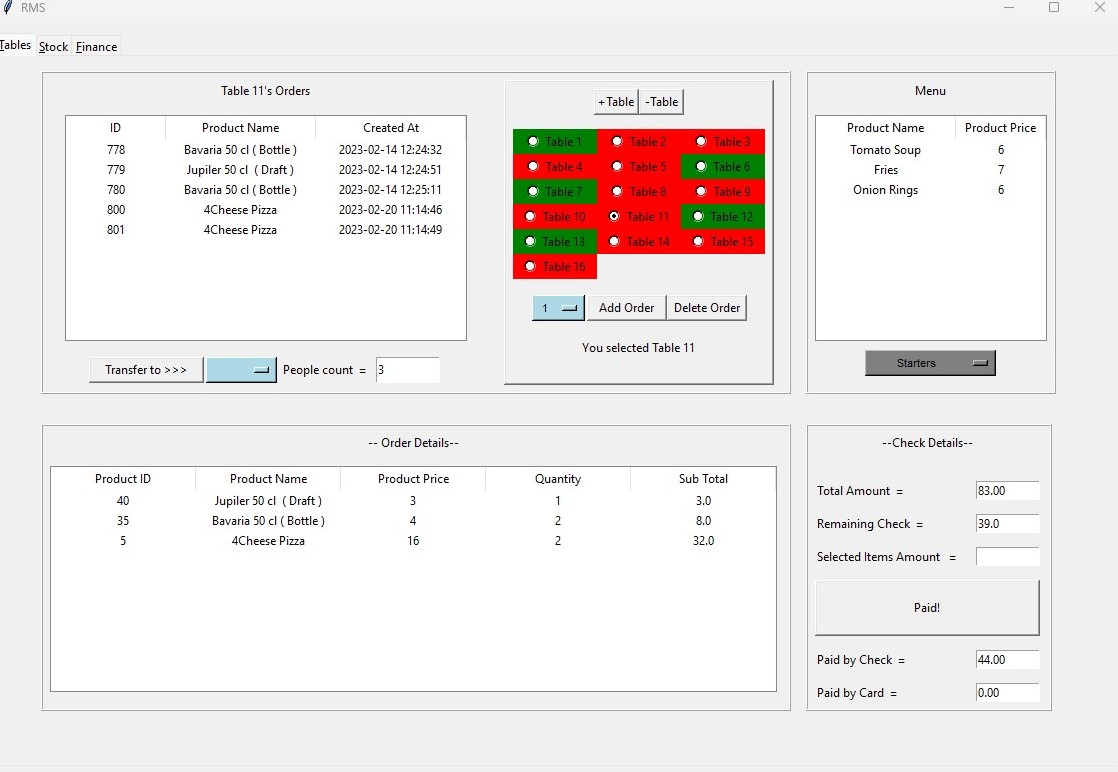 RMS
Tables Stock Finance
Table 11's Orders
ID Product Name Created At
778 Bavaria 50 cl ( Bottle ) 2023-02-14 12:24:32
779 Jupiler 50 cl ( Draft ) 2023-02-14 12:24:51
780 Bavaria 50 cl ( Bottle ) 2023-02-14 12:25:11
800 4Cheese Pizza 2023-02-20 11:14:46
801 4Cheese Pizza 2023-02-20 11:14:49
Transfer to >>> People count = 3
+Table -Table
Table 1 Table 2 Table 3
Table 4 Table 5 Table 6
Table 7 Table 8 Table 9
Table 10 Table 11 Table 12
Table 13 Table 14 Table 15
Table 16
1 Add Order Delete Order
You selected Table 11
Menu
Product Name Product Price
Tomato Soup 6
Fries 7
Onion Rings 6
Starters
-- Order Details--
Product ID Product Name Product Price Quantity Sub Total
40 Jupiler 50 cl ( Draft ) 3 1 3.0
35 Bavaria 50 cl ( Bottle ) 4 2 8.0
5 4Cheese Pizza 16 2 32.0
--Check Details--
Total Amount = 83.00
Remaining Check = 39.0
Selected Items Amount =
Paid!
Paid by Check = 44.00
Paid by Card = 0.00